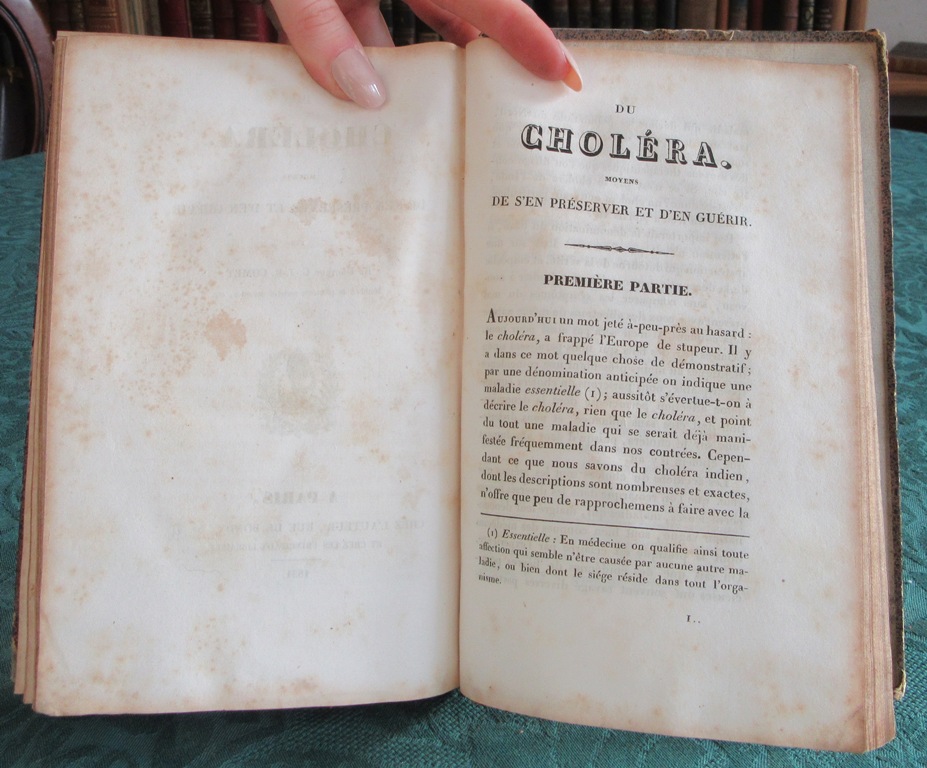 DU
CHOLÉRA.
MOYENS
DE S'EN PRÉSERVER ET D'EN GUÉRIR.
PREMIÈRE PARTIE.
AUJOURD'HUI un mot jeté à-peu-près au hasard :
le choléra, a frappé l'Europe de stupeur. Il y
a dans ce mot quelque chose de démonstratif;
par une dénomination anticipée on indique une
maladie essentielle (1); aussitôt s'évertue-t-on à
décrire le choléra, rien que le choléra, et point
du tout une maladie qui se serait déjà mani-
festée fréquemment dans nos contrées. Cepen-
dant ce que nous savons du choléra indien,
dont les descriptions sont nombreuses et exactes,
n'offre que peu de rapprochemens à faire avec la
(1) Essentielle : En médecine on qualifie ainsi toute
affection qui semble n'être causée par aucune autre ma-
ladie, ou bien dont le siége réside dans tout l'orga-
nisme.
1..